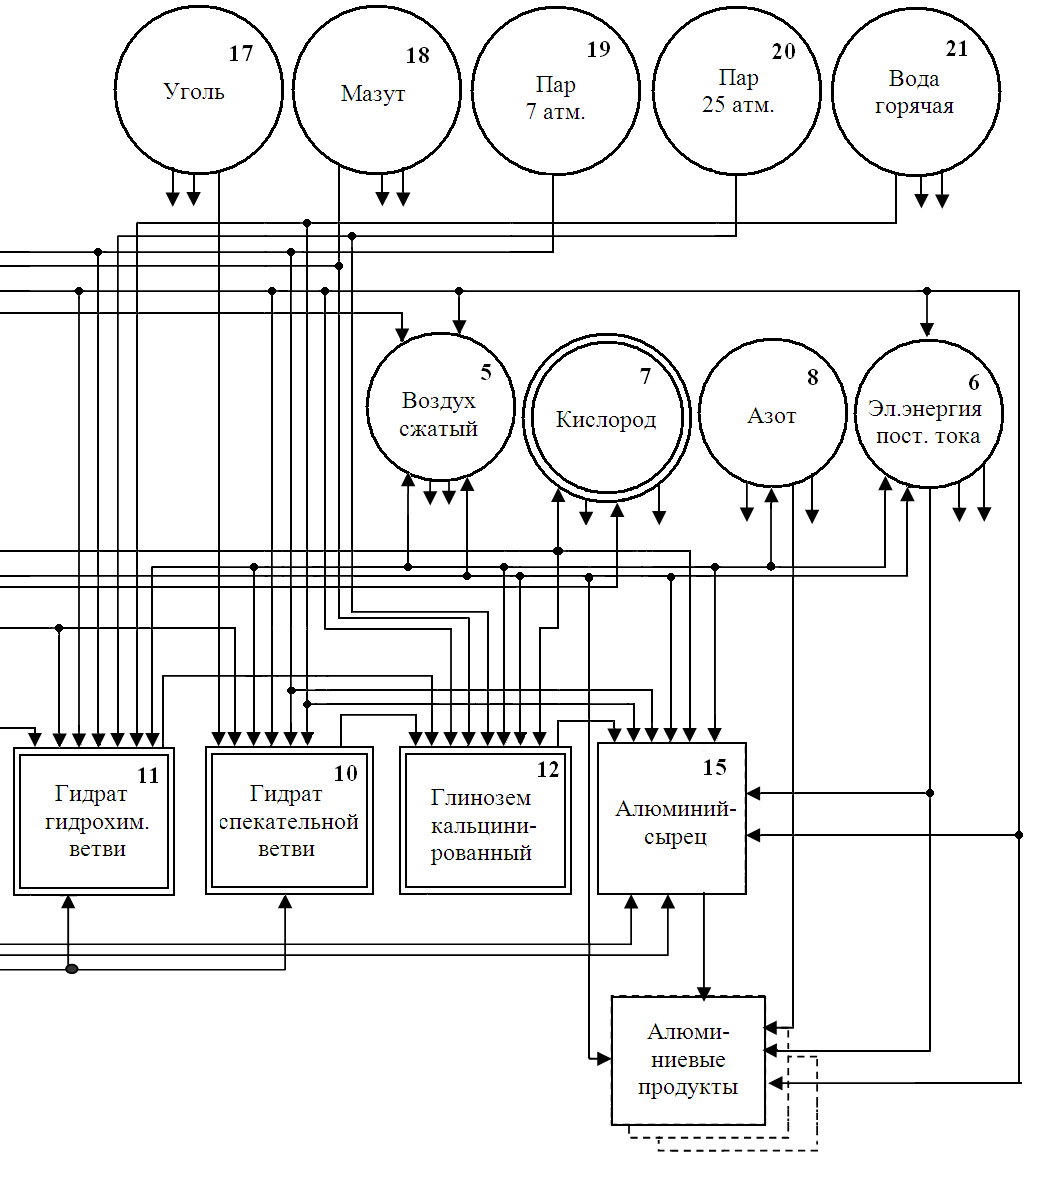 17
Уголь
18
Мазут
19
Пар
7 атм.
20
Пар
25 атм.
21
Вода
горячая
5
Воздух
сжатый
7
Кислород
8
Азот
6
Эл.энергия
пост. тока
11
Гидрат
гидрохим.
ветви
10
Гидрат
спекательной
ветви
12
Глинозем
кальцини-
рованный
15
Алюминий-
сырец
Алюми-
ниевые
продукты